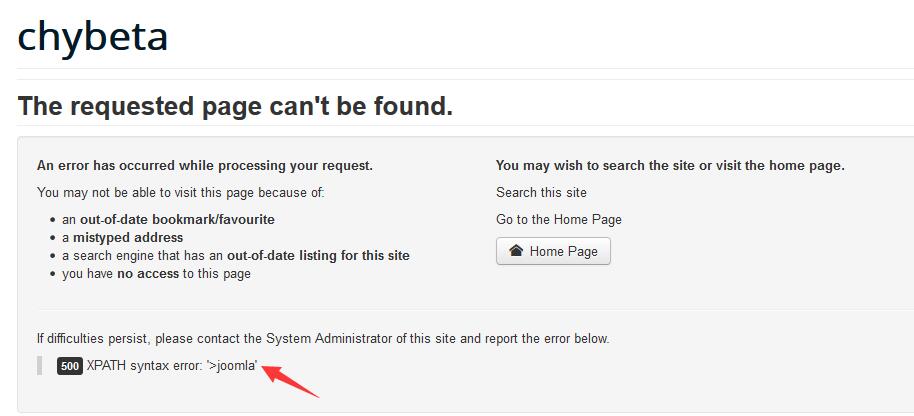 chybeta
The requested page can't be found.
An error has occurred while processing your request.
You may not be able to visit this page because of:
an out-of-date bookmark/favourite
a mistyped address
a search engine that has an out-of-date listing for this site
you have no access to this page
You may wish to search the site or visit the home page.
Search this site
Go to the Home Page
Home Page
If difficulties persist, please contact the System Administrator of this site and report the error below.
500 XPATH syntax error: '>joomla'